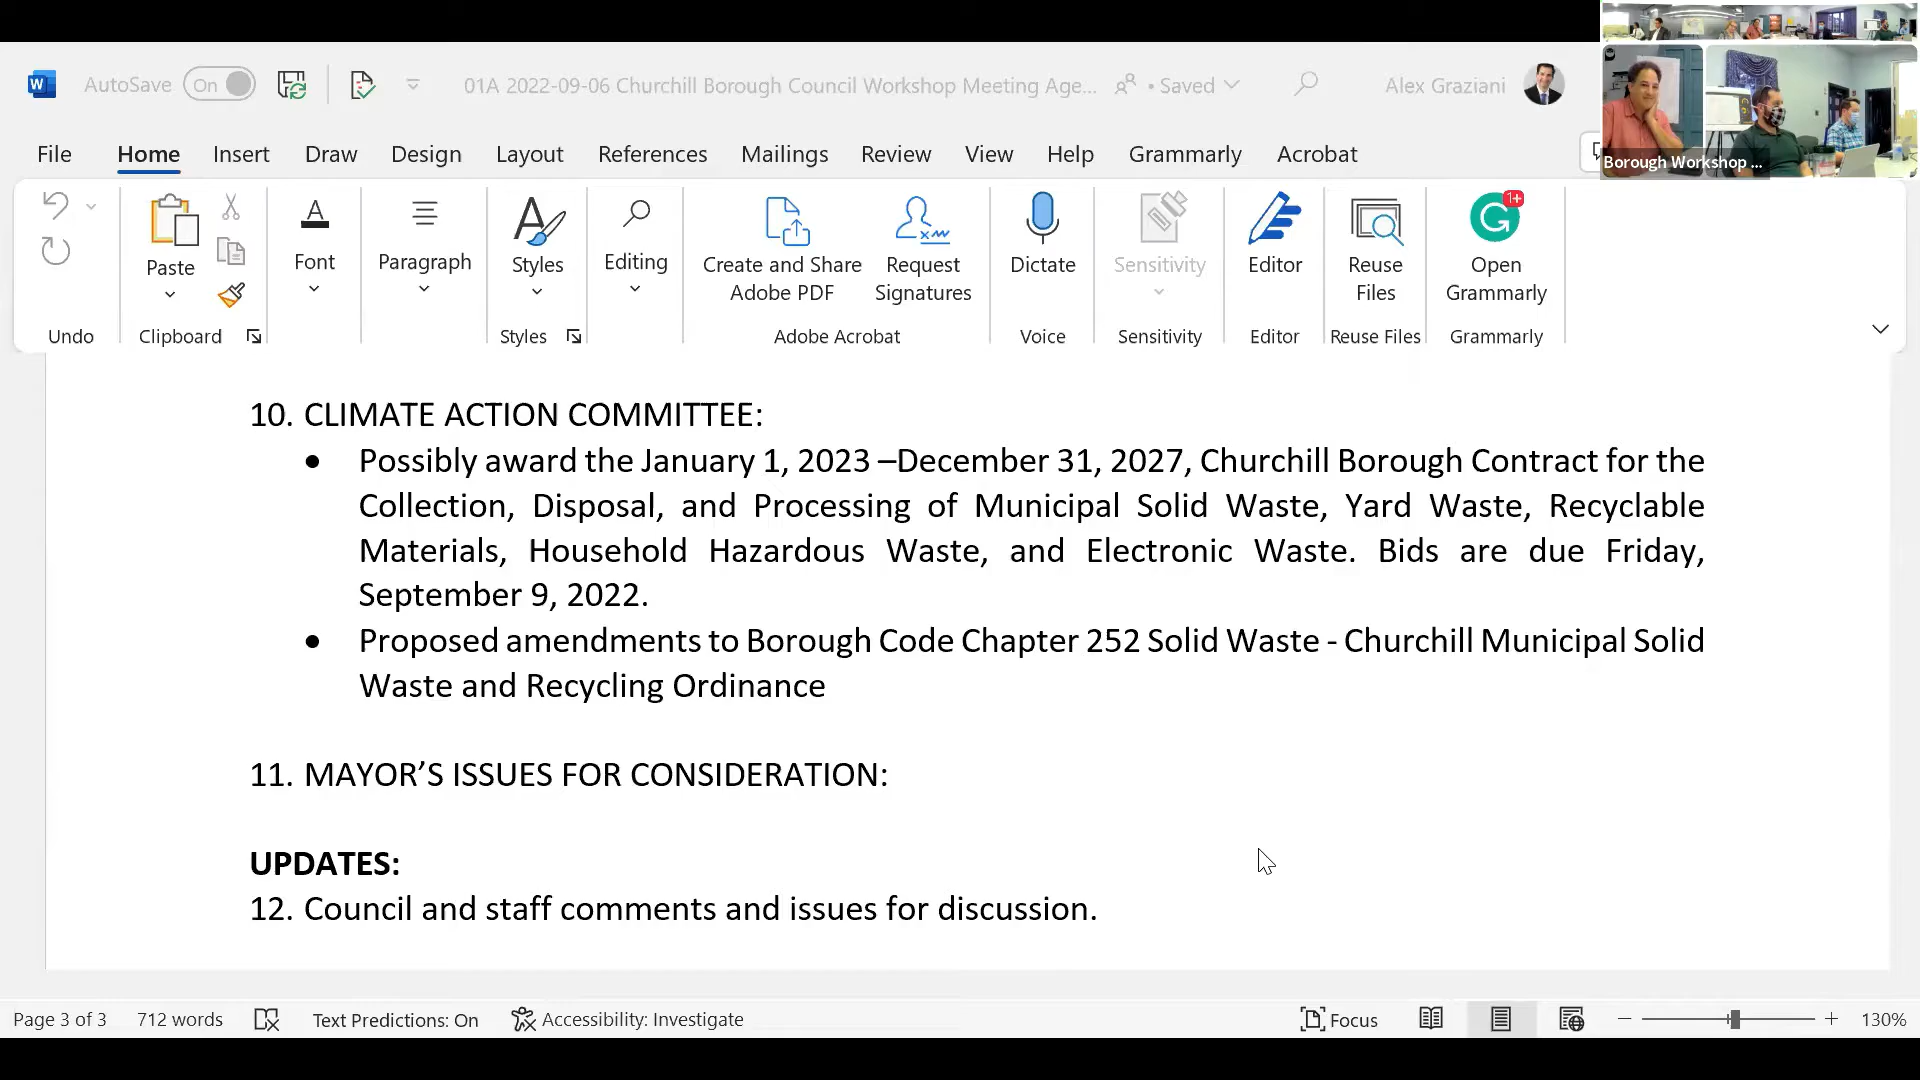 AutoSave On 01A 2022-09-06 Churchill Borough Council Workshop Meeting Age... • Saved Alex Graziani
File Home Insert Draw Design Layout References Mailings Review View Help Grammarly Acrobat
Borough Workshop ...
Paste Font Paragraph Styles Editing Create and Share Adobe PDF Request Signatures Dictate Sensitivity Editor Reuse Files Open Grammarly 1+
Undo Clipboard Styles Adobe Acrobat Voice Sensitivity Editor Reuse Files Grammarly
10. CLIMATE ACTION COMMITTEE:
• Possibly award the January 1, 2023 –December 31, 2027, Churchill Borough Contract for the
Collection, Disposal, and Processing of Municipal Solid Waste, Yard Waste, Recyclable
Materials, Household Hazardous Waste, and Electronic Waste. Bids are due Friday,
September 9, 2022.
• Proposed amendments to Borough Code Chapter 252 Solid Waste - Churchill Municipal Solid
Waste and Recycling Ordinance
11. MAYOR’S ISSUES FOR CONSIDERATION:
UPDATES:
12. Council and staff comments and issues for discussion.
Page 3 of 3 712 words Text Predictions: On Accessibility: Investigate Focus 130%